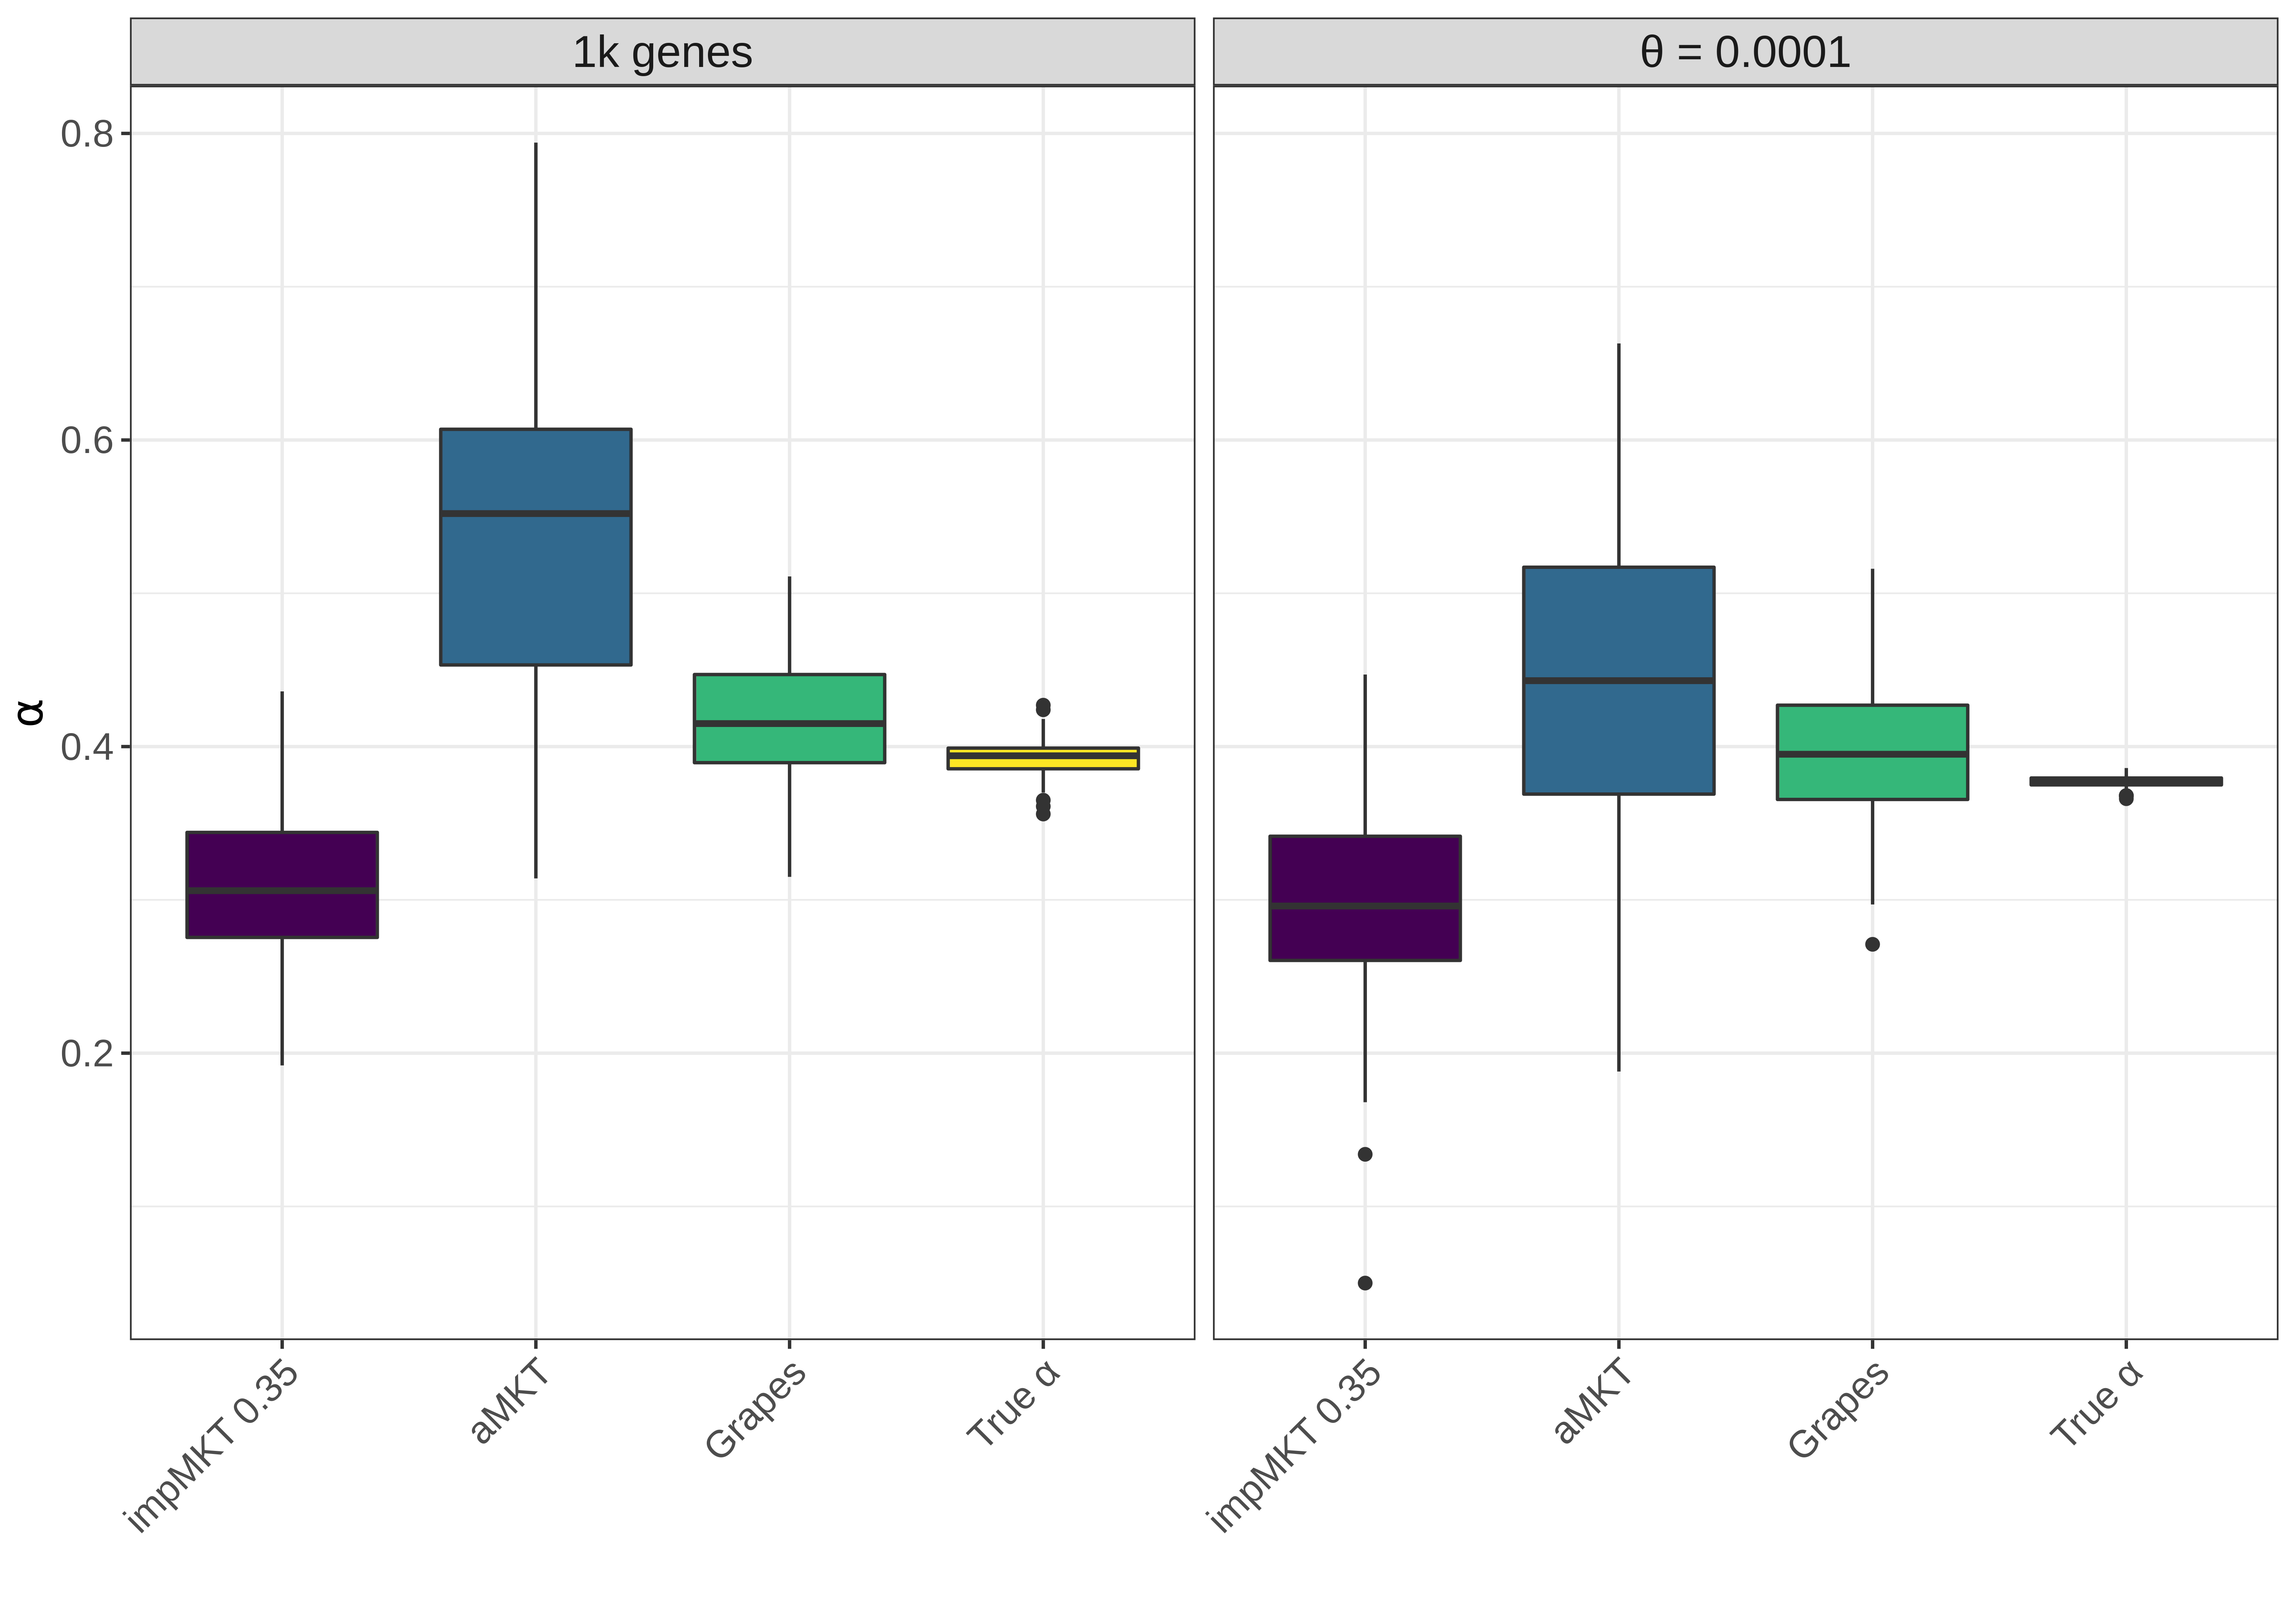 1k genes
θ = 0.0001
α
0.8
0.6
0.4
0.2
impMKT 0.35
aMKT
Grapes
True α
impMKT 0.35
aMKT
Grapes
True α